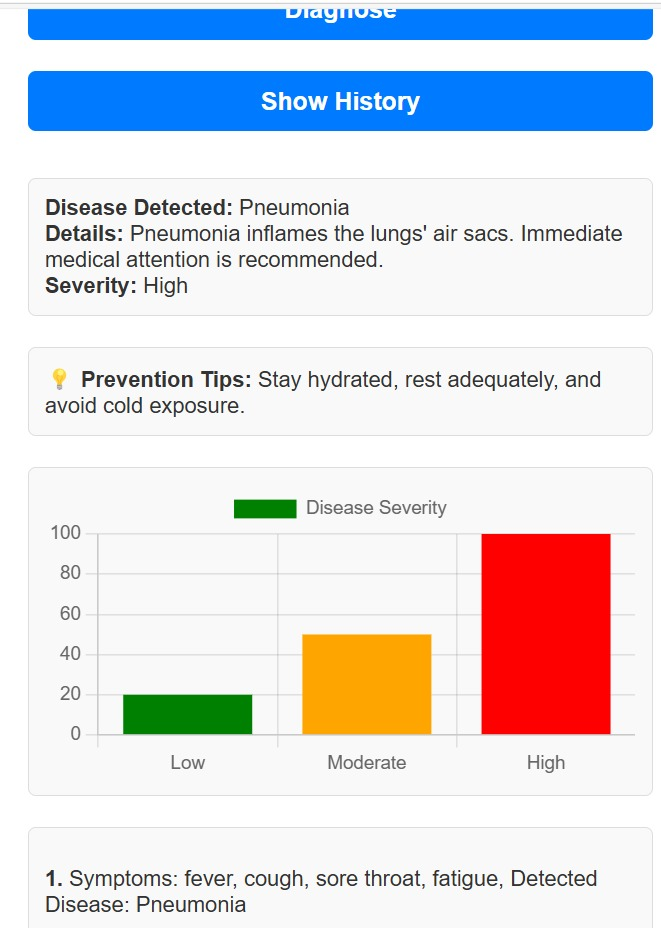 Diagnose
Show History
Disease Detected: Pneumonia
Details: Pneumonia inflames the lungs' air sacs. Immediate
medical attention is recommended.
Severity: High
💡 Prevention Tips: Stay hydrated, rest adequately, and
avoid cold exposure.
Disease Severity
100
80
60
40
20
0
Low Moderate High
1. Symptoms: fever, cough, sore throat, fatigue, Detected
Disease: Pneumonia